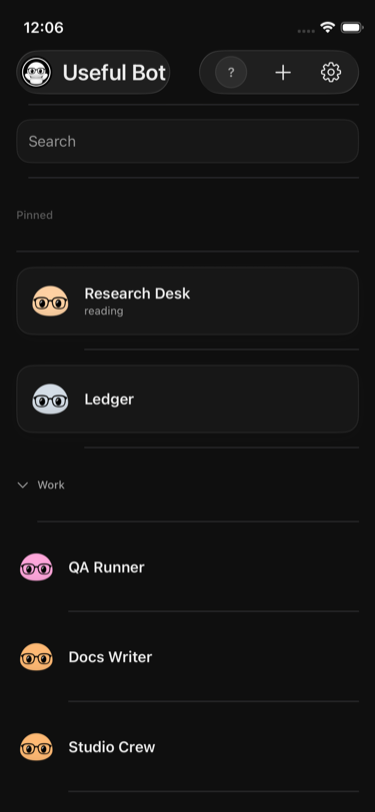 12:06
Useful Bot
?
Search
Pinned
Research Desk
reading
Ledger
Work
QA Runner
Docs Writer
Studio Crew